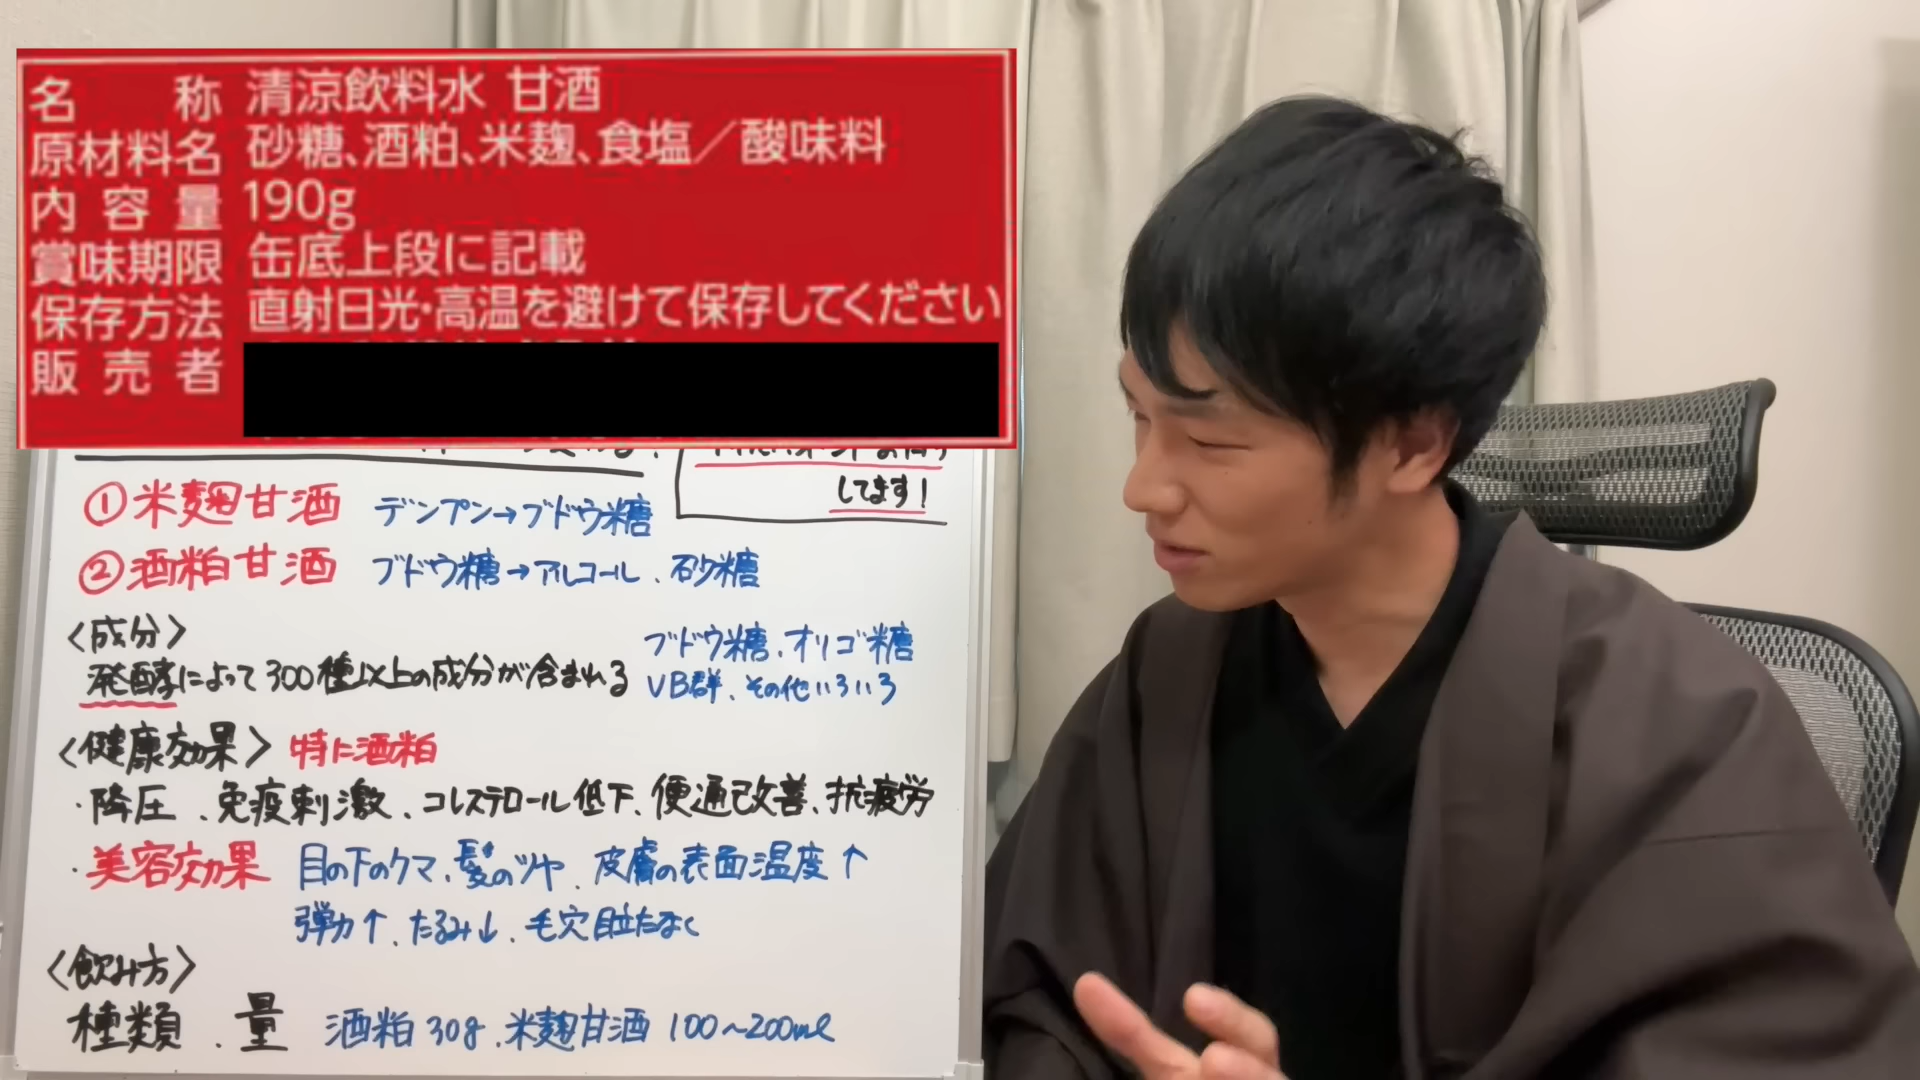 名称 清涼飲料水 甘酒
原材料名 砂糖、酒粕、米麹、食塩／酸味料
内容量 190g
賞味期限 缶底上段に記載
保存方法 直射日光・高温を避けて保存してください
販売者
してます!
①米麹甘酒 デンプン→ブドウ糖
②酒粕甘酒 ブドウ糖→アルコール、砂糖
〈成分〉
発酵によって300種以上の成分が含まれる
ブドウ糖、オリゴ糖
VB群、その他いろいろ
〈健康効果〉特に酒粕
・降圧、免疫刺激、コレステロール低下、便通改善、抗疲労
・美容効果 目の下のクマ、髪のツヤ、皮膚の表面温度↑
弾力↑、たるみ↓、毛穴目立たなく
〈飲み方〉
種類、量 酒粕30g、米麹甘酒 100~200ml